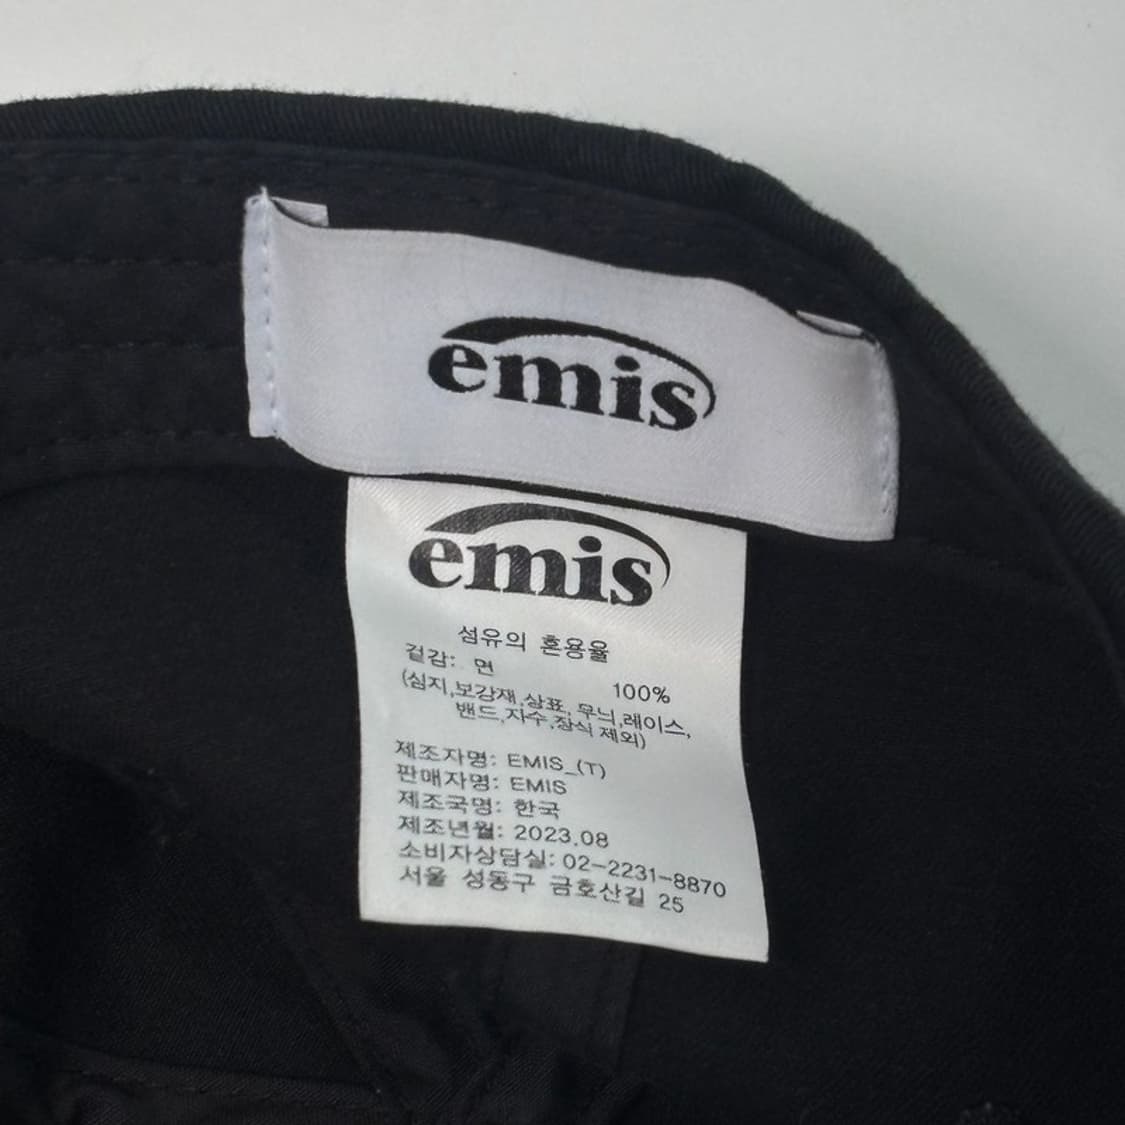 emis
emis
섬유의 혼용율
겉감: 면 100%
(심지,보강재,상표,무늬,레이스,
밴드,자수,장식 제외)
제조자명: EMIS_(T)
판매자명: EMIS
제조국명: 한국
제조년월: 2023.08
소비자상담실: 02-2231-8870
서울 성동구 금호산길 25